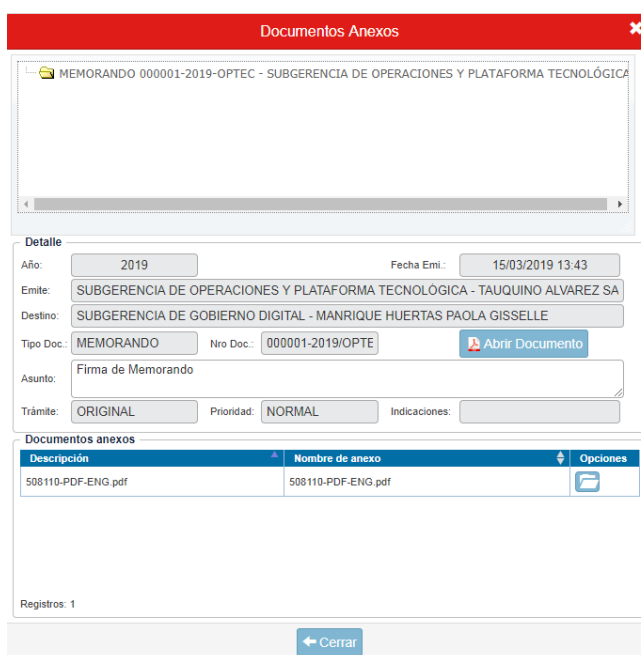 Documentos Anexos
MEMORANDO 000001-2019-OPTEC - SUBGERENCIA DE OPERACIONES Y PLATAFORMA TECNOLÓGICA
Detalle
Año: 2019 Fecha Emi.: 15/03/2019 13:43
Emite: SUBGERENCIA DE OPERACIONES Y PLATAFORMA TECNOLÓGICA - TAUQUINO ALVAREZ SA
Destino: SUBGERENCIA DE GOBIERNO DIGITAL - MANRIQUE HUERTAS PAOLA GISSELLE
Tipo Doc.: MEMORANDO Nro Doc.: 000001-2019/OPTE Abrir Documento
Asunto: Firma de Memorando
Trámite: ORIGINAL Prioridad: NORMAL Indicaciones:
Documentos anexos
Descripción Nombre de anexo Opciones
508110-PDF-ENG.pdf 508110-PDF-ENG.pdf
Registros: 1
Cerrar